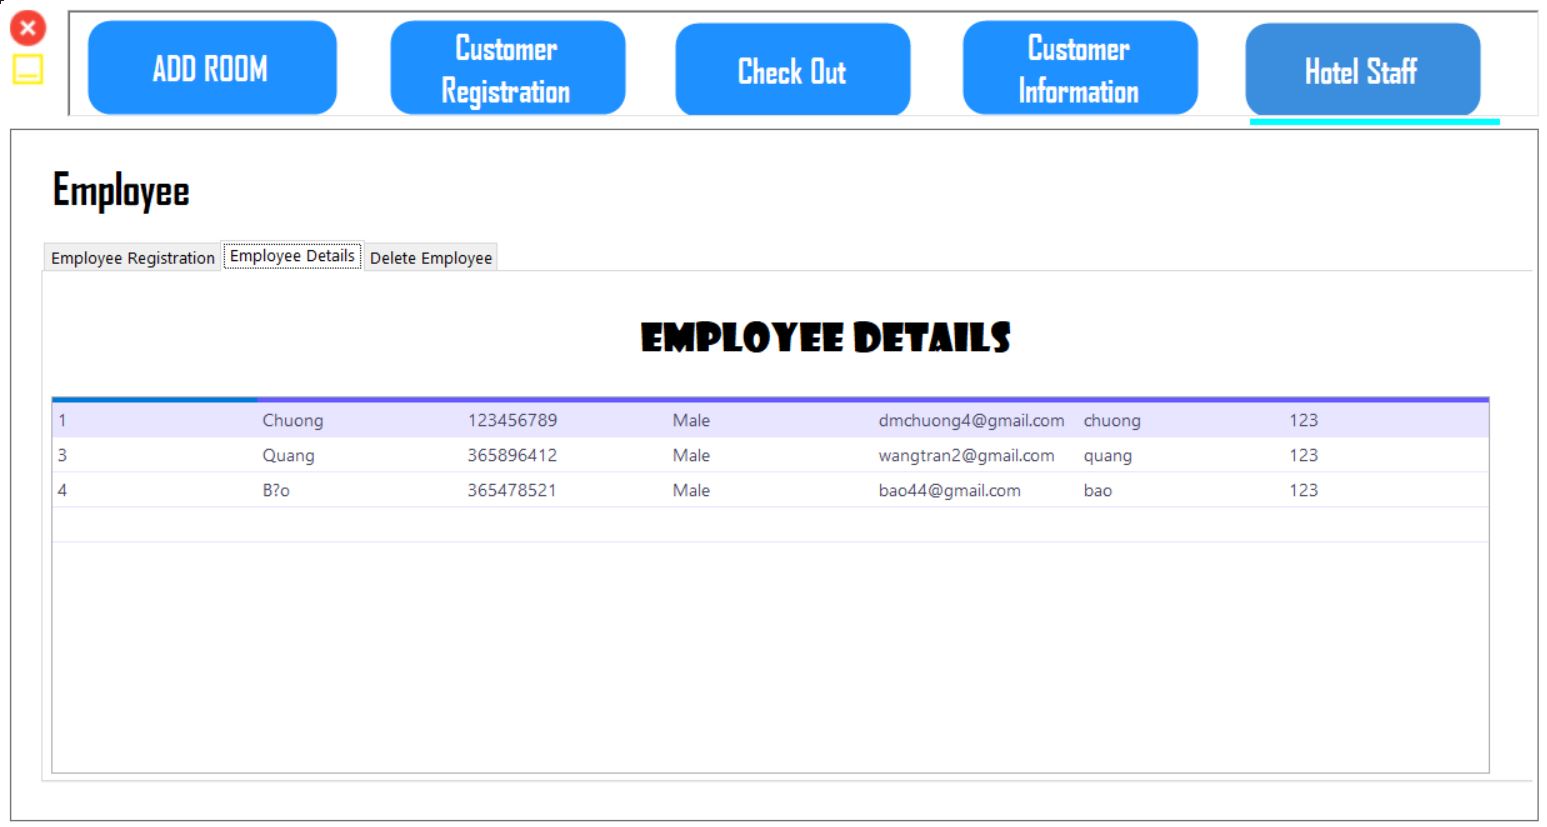 ADD ROOM
Customer
Registration
Check Out
Customer
Information
Hotel Staff
Employee
Employee Registration Employee Details Delete Employee
EMPLOYEE DETAILS
1 Chuong 123456789 Male dmchuong4@gmail.com chuong 123
3 Quang 365896412 Male wangtran2@gmail.com quang 123
4 B?o 365478521 Male bao44@gmail.com bao 123